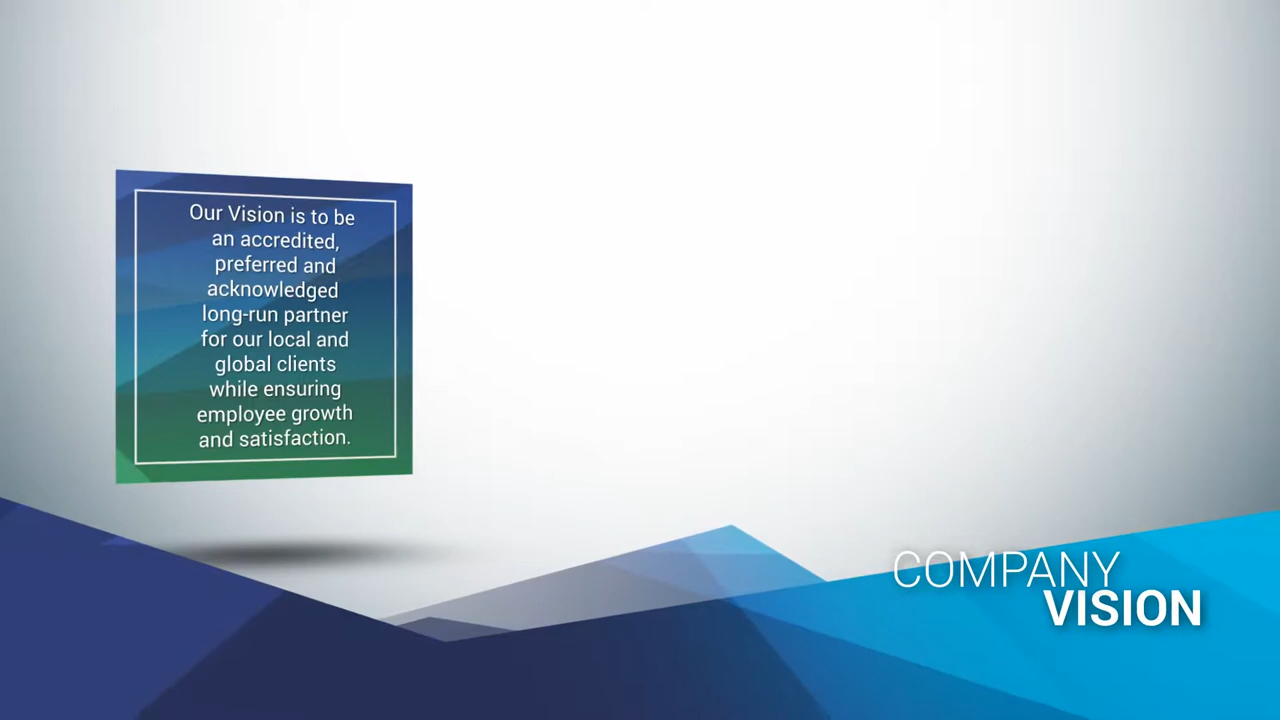 Our Vision is to be
an accredited,
preferred and
acknowledged
long-run partner
for our local and
global clients
while ensuring
employee growth
and satisfaction.
COMPANY
VISION